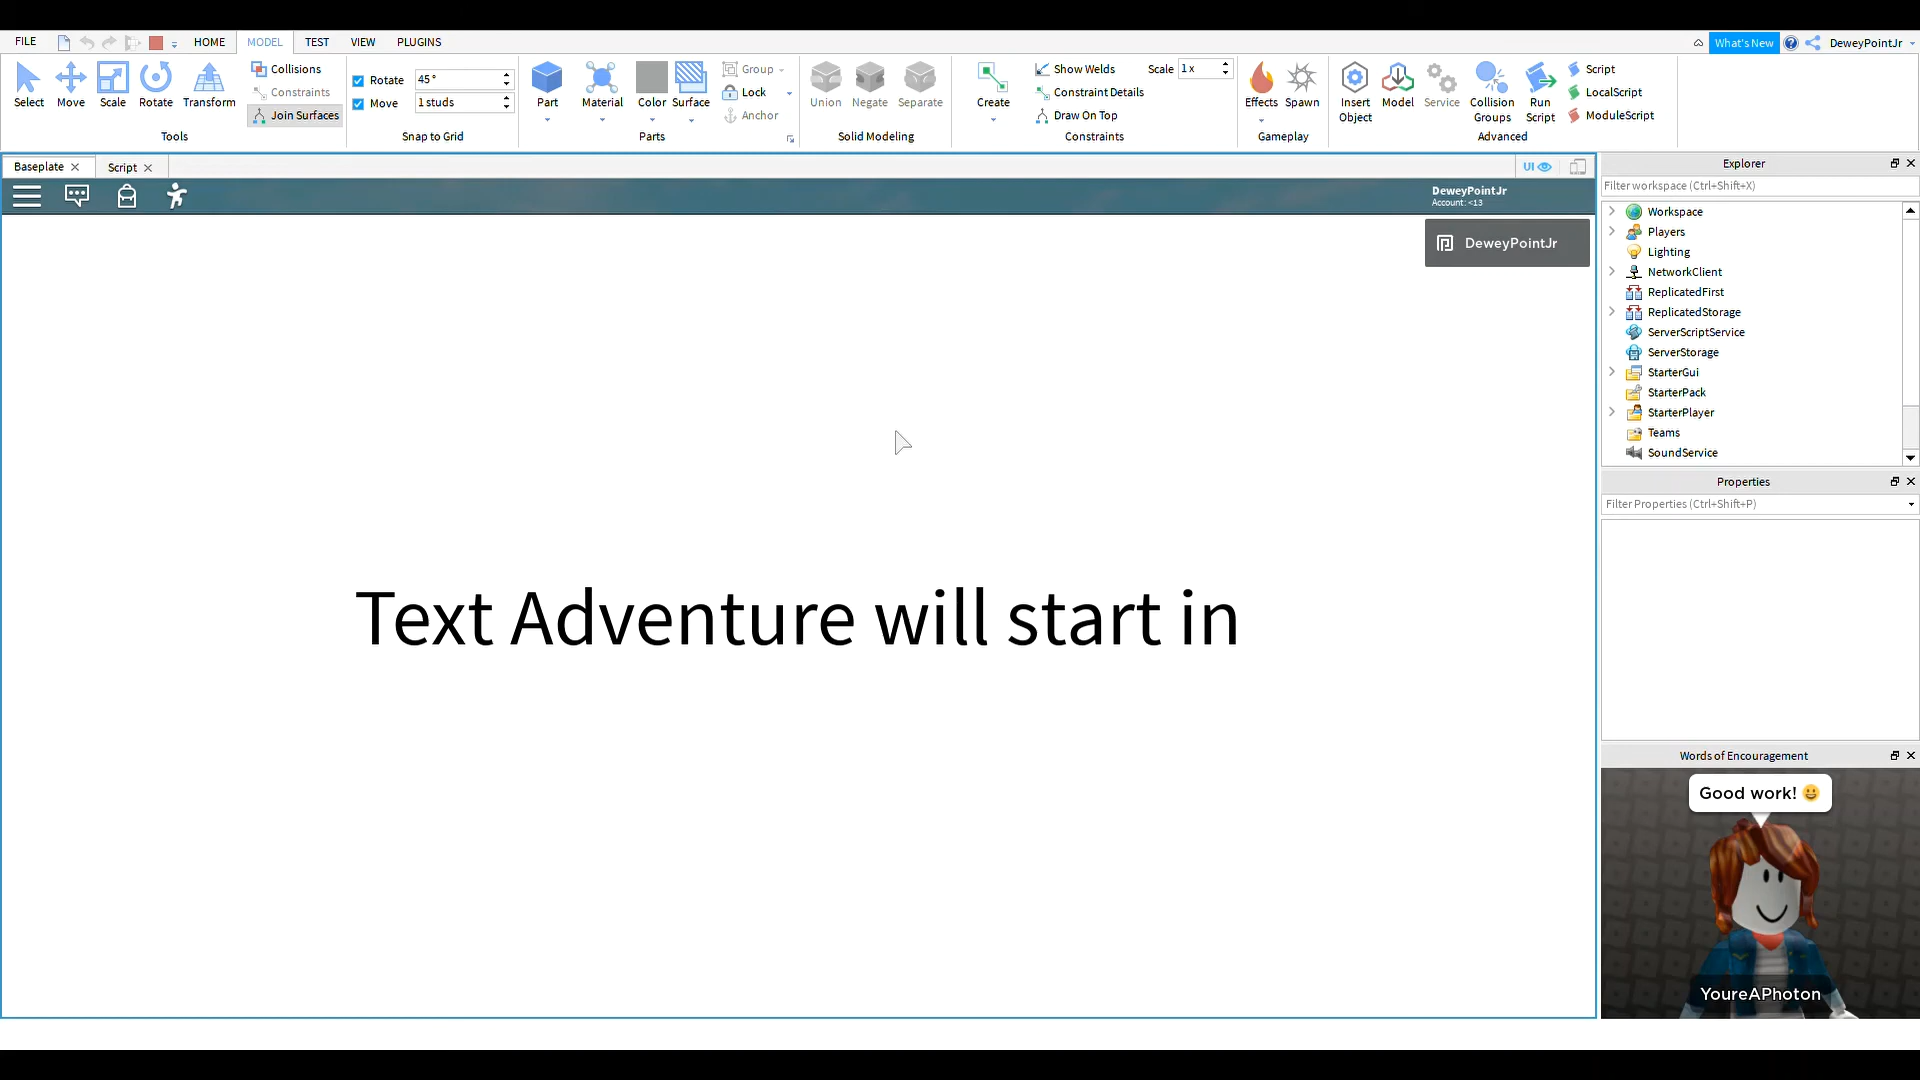 FILE HOME MODEL TEST VIEW PLUGINS What's New DeweyPointJr
Select Move Scale Rotate Transform
Collisions
Constraints
Join Surfaces
Tools
Rotate 45°
Move 1 studs
Snap to Grid
Part Material Color Surface
Group
Lock
Anchor
Parts
Union Negate Separate
Solid Modeling
Create
Show Welds Scale 1 x
Constraint Details
Draw On Top
Constraints
Effects Spawn
Gameplay
Insert Object
Model
Service
Collision Groups
Run Script
Script
LocalScript
ModuleScript
Advanced
Baseplate Script UI
DeweyPointJr
Account: <13
DeweyPointJr
Text Adventure will start in
Explorer
Filter workspace (Ctrl+Shift+X)
Workspace
Players
Lighting
NetworkClient
ReplicatedFirst
ReplicatedStorage
ServerScriptService
ServerStorage
StarterGui
StarterPack
StarterPlayer
Teams
SoundService
Properties
Filter Properties (Ctrl+Shift+P)
Words of Encouragement
Good work! 😀
YoureAPhoton